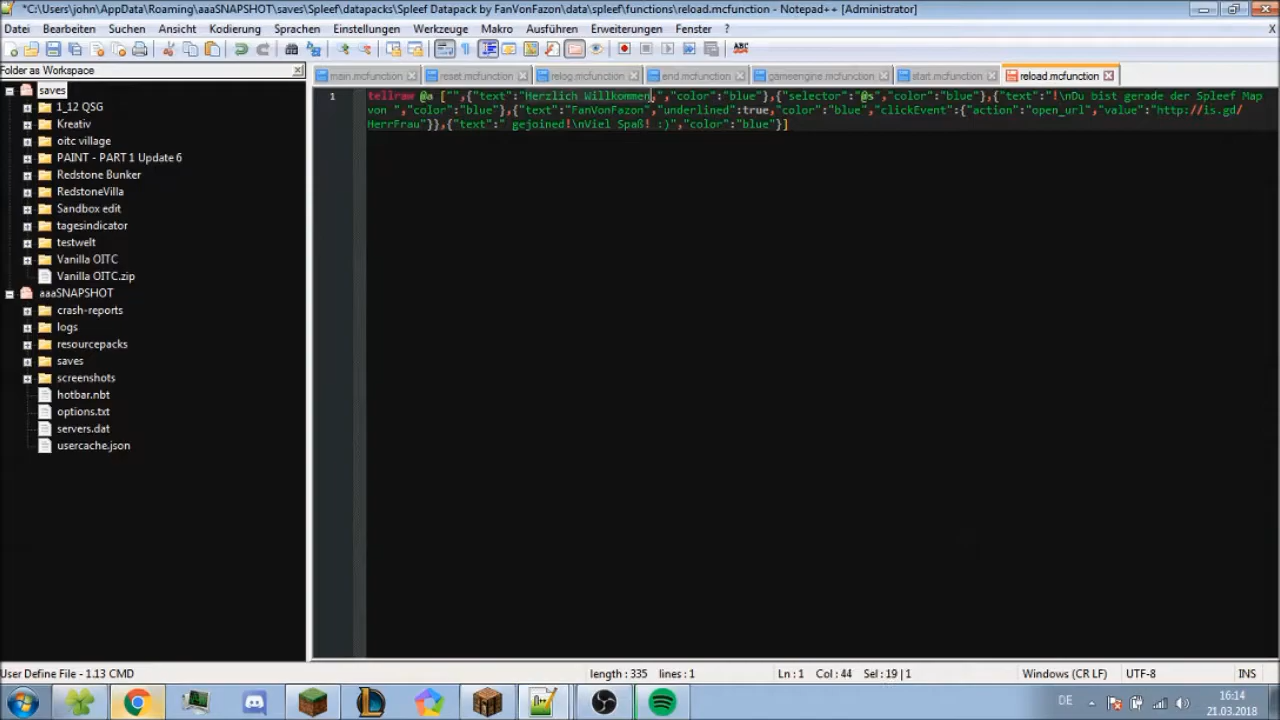 *C:\Users\john\AppData\Roaming\aaaSNAPSHOT\saves\Spleef\datapacks\Spleef Datapack by FanVonFazon\data\spleef\functions\reload.mcfunction - Notepad++ [Administrator]
Datei Bearbeiten Suchen Ansicht Kodierung Sprachen Einstellungen Werkzeuge Makro Ausführen Erweiterungen Fenster ? X
Folder as Workspace
main.mcfunction reset.mcfunction relog.mcfunction end.mcfunction gameengine.mcfunction start.mcfunction reload.mcfunction
saves
1_12 QSG
Kreativ
oitc village
PAINT - PART 1 Update 6
Redstone Bunker
RedstoneVilla
Sandbox edit
tagesindicator
testwelt
Vanilla OITC
Vanilla OITC.zip
aaaSNAPSHOT
crash-reports
logs
resourcepacks
saves
screenshots
hotbar.nbt
options.txt
servers.dat
usercache.json
1 tellraw @a ["",{"text":"Herzlich Willkommen,","color":"blue"},{"selector":"@s","color":"blue"},{"text":"!\nDu bist gerade der Spleef Map
von ","color":"blue"},{"text":"FanVonFazon","underlined":true,"color":"blue","clickEvent":{"action":"open_url","value":"http://is.gd/
HerrFrau"}},{"text":" gejoined!\nViel Spaß! :)","color":"blue"}]
User Define File - 1.13 CMD length : 335 lines : 1 Ln : 1 Col : 44 Sel : 19 | 1 Windows (CR LF) UTF-8 INS
DE 16:14
21.03.2018